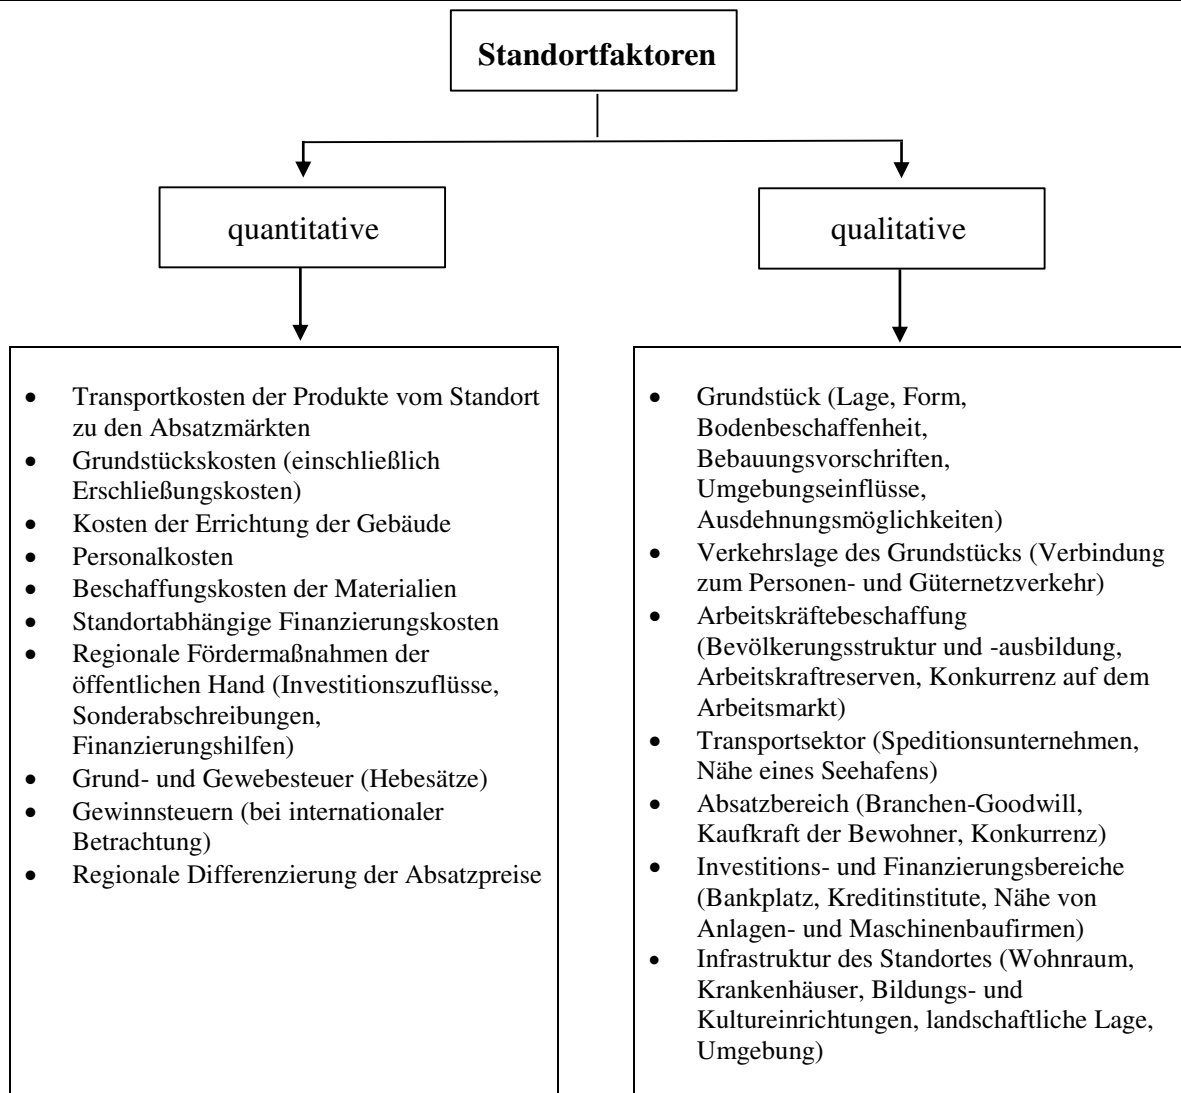 Standortfaktoren
quantitative
qualitative
• Transportkosten der Produkte vom Standort
zu den Absatzmärkten
• Grundstückskosten (einschließlich
Erschließungskosten)
• Kosten der Errichtung der Gebäude
• Personalkosten
• Beschaffungskosten der Materialien
• Standortabhängige Finanzierungskosten
• Regionale Fördermaßnahmen der
öffentlichen Hand (Investitionszuflüsse,
Sonderabschreibungen,
Finanzierungshilfen)
• Grund- und Gewebesteuer (Hebesätze)
• Gewinnsteuern (bei internationaler
Betrachtung)
• Regionale Differenzierung der Absatzpreise
• Grundstück (Lage, Form,
Bodenbeschaffenheit,
Bebauungsvorschriften,
Umgebungseinflüsse,
Ausdehnungsmöglichkeiten)
• Verkehrslage des Grundstücks (Verbindung
zum Personen- und Güternetzverkehr)
• Arbeitskräftebeschaffung
(Bevölkerungsstruktur und -ausbildung,
Arbeitskraftreserven, Konkurrenz auf dem
Arbeitsmarkt)
• Transportsektor (Speditionsunternehmen,
Nähe eines Seehafens)
• Absatzbereich (Branchen-Goodwill,
Kaufkraft der Bewohner, Konkurrenz)
• Investitions- und Finanzierungsbereiche
(Bankplatz, Kreditinstitute, Nähe von
Anlagen- und Maschinenbaufirmen)
• Infrastruktur des Standortes (Wohnraum,
Krankenhäuser, Bildungs- und
Kultureinrichtungen, landschaftliche Lage,
Umgebung)